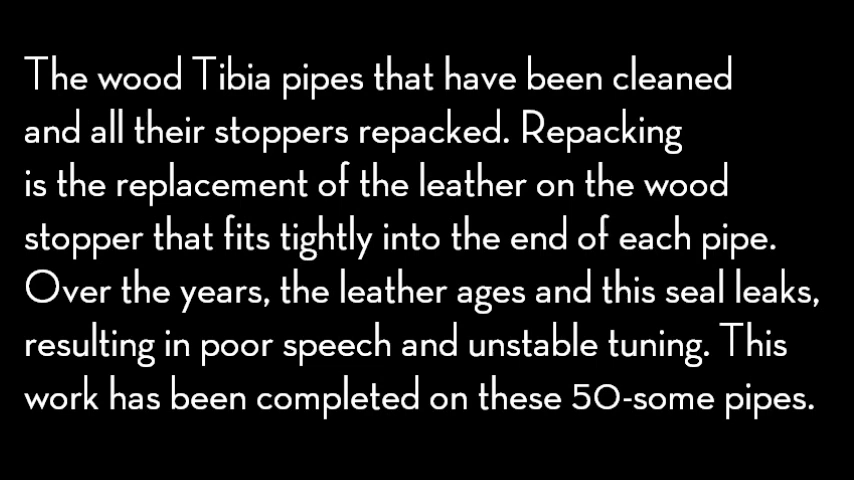 The wood Tibia pipes that have been cleaned
and all their stoppers repacked. Repacking
is the replacement of the leather on the wood
stopper that fits tightly into the end of each pipe.
Over the years, the leather ages and this seal leaks,
resulting in poor speech and unstable tuning. This
work has been completed on these 50-some pipes.